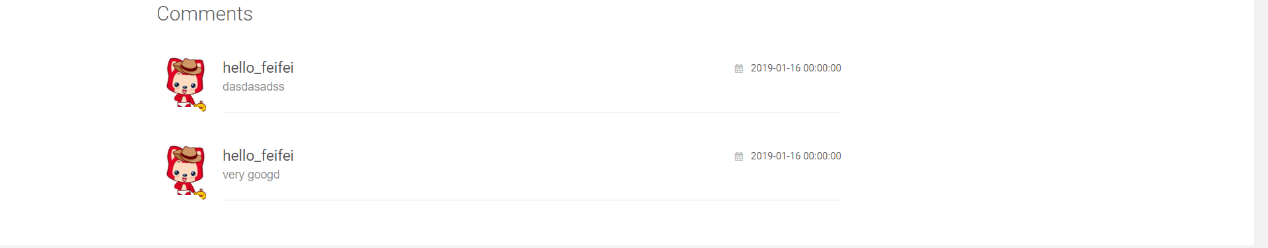 Comments
hello_feifei
2019-01-16 00:00:00
dasdasadss
hello_feifei
2019-01-16 00:00:00
very googd